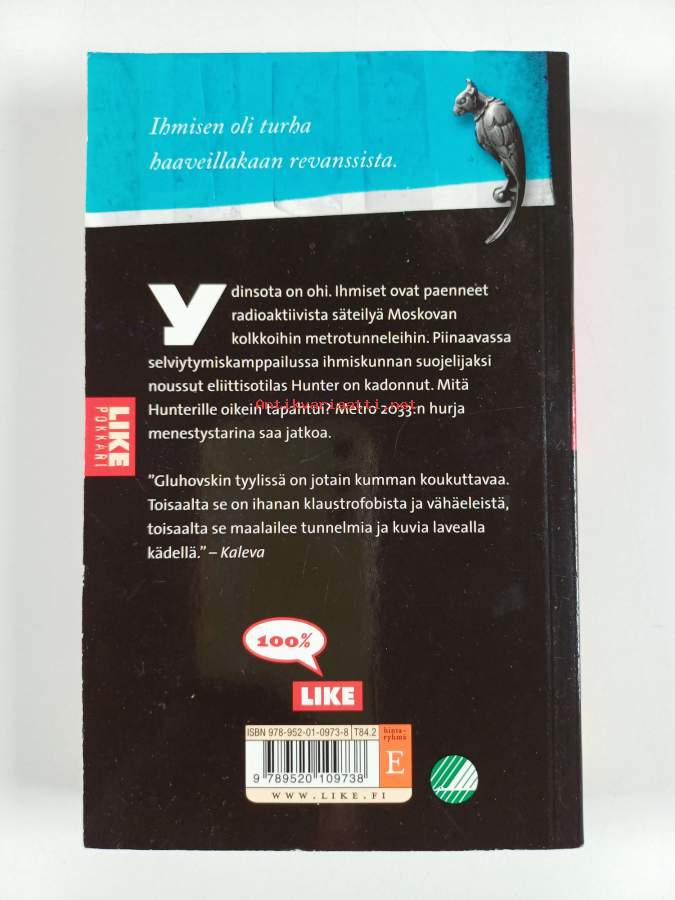 Ihmisen oli turha
haaveillakaan revanssista.
Ydinsota on ohi. Ihmiset ovat paenneet
radioaktiivista säteilyä Moskovan
kolkkoihin metrotunneleihin. Piinaavassa
selviytymiskamppailussa ihmiskunnan suojelijaksi
noussut eliittisotilas Hunter on kadonnut. Mitä
Hunterille oikein tapahtui? Metro 2033:n hurja
menestystarina saa jatkoa.
Antikvariaatti.net
LIKE
POKKARI
”Gluhovskin tyylissä on jotain kumman koukuttavaa.
Toisaalta se on ihanan klaustrofobista ja vähäeleistä,
toisaalta se maalailee tunnelmia ja kuvia lavealla
kädellä.” – Kaleva
100%
LIKE
ISBN 978-952-01-0973-8 T84.2
hinta-
ryhmä
E
9 789520 109738
WWW.LIKE.FI